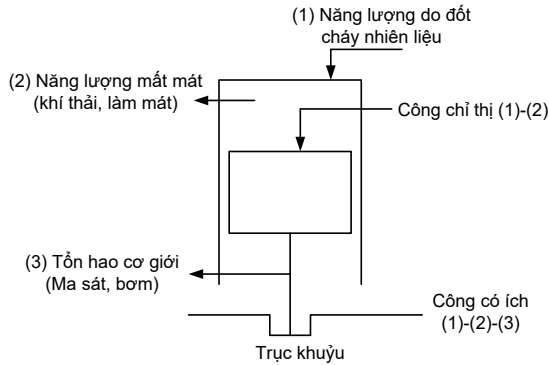 (1) Năng lượng do đốt
cháy nhiên liệu
(2) Năng lượng mất mát
(khí thải, làm mát)
Công chỉ thị (1)-(2)
(3) Tổn hao cơ giới
(Ma sát, bơm)
Công có ích
(1)-(2)-(3)
Trục khuỷu